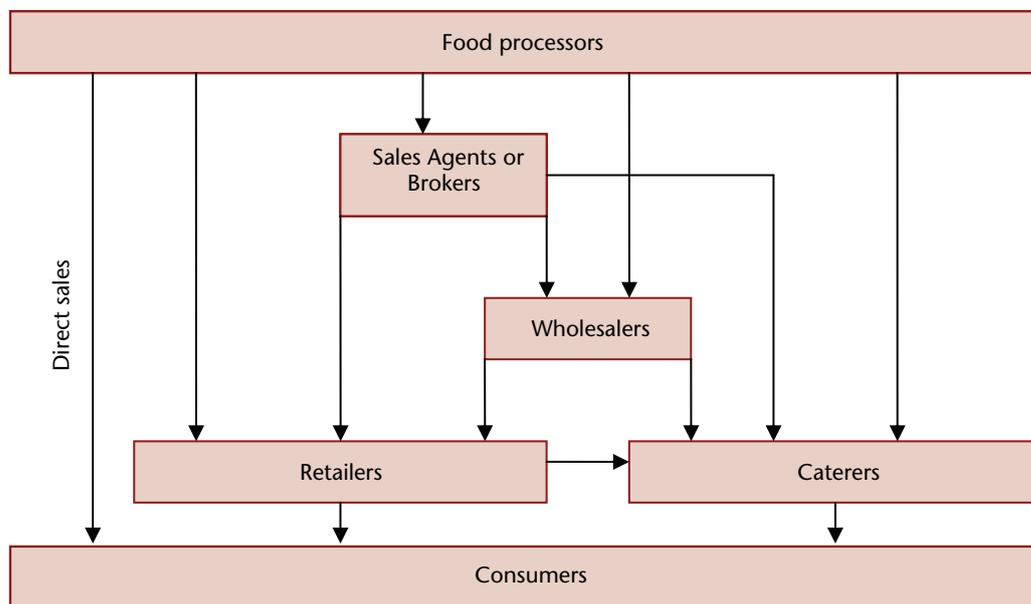 Food processors
Sales Agents or
Brokers
Direct sales
Wholesalers
Retailers
Caterers
Consumers